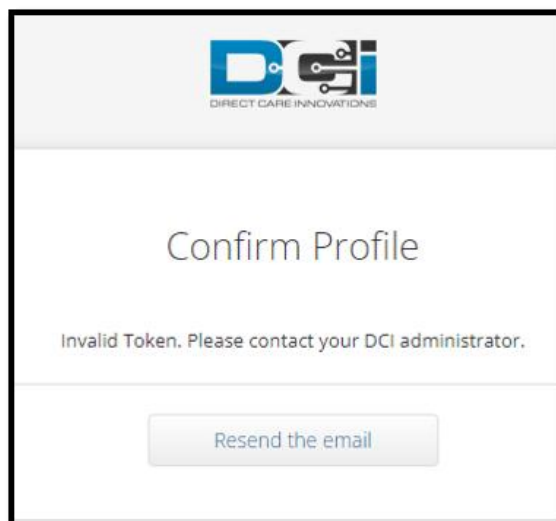 DCi
DIRECT CARE INNOVATIONS
Confirm Profile
Invalid Token. Please contact your DCI administrator.
Resend the email